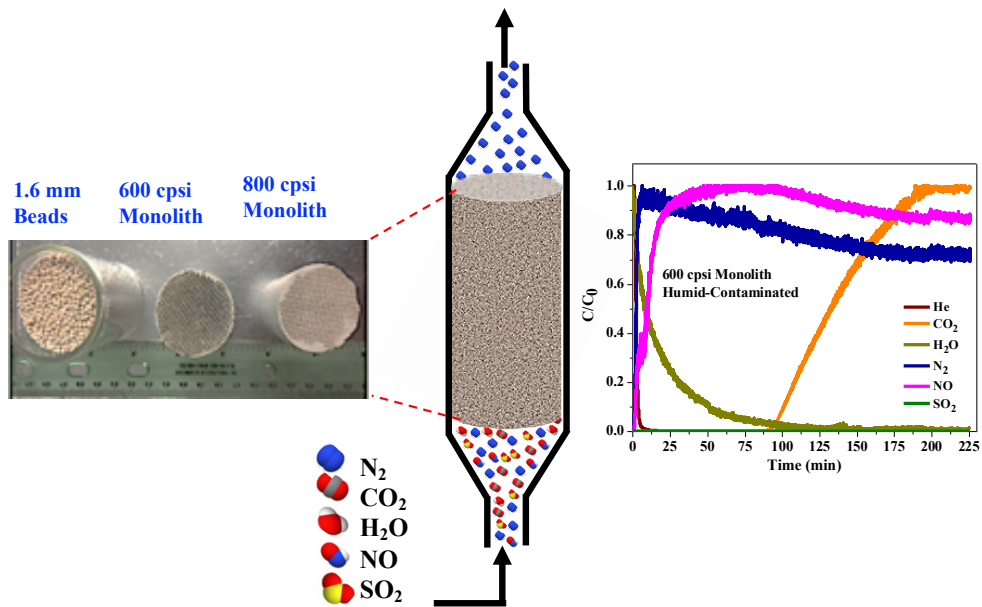 1.6 mm
Beads
600 cpsi
Monolith
800 cpsi
Monolith
N₂
CO₂
H₂O
NO
SO₂
C/C₀
1.0
0.8
0.6
0.4
0.2
0.0
600 cpsi Monolith
Humid-Contaminated
He
CO₂
H₂O
N₂
NO
SO₂
0 25 50 75 100 125 150 175 200 225
Time (min)